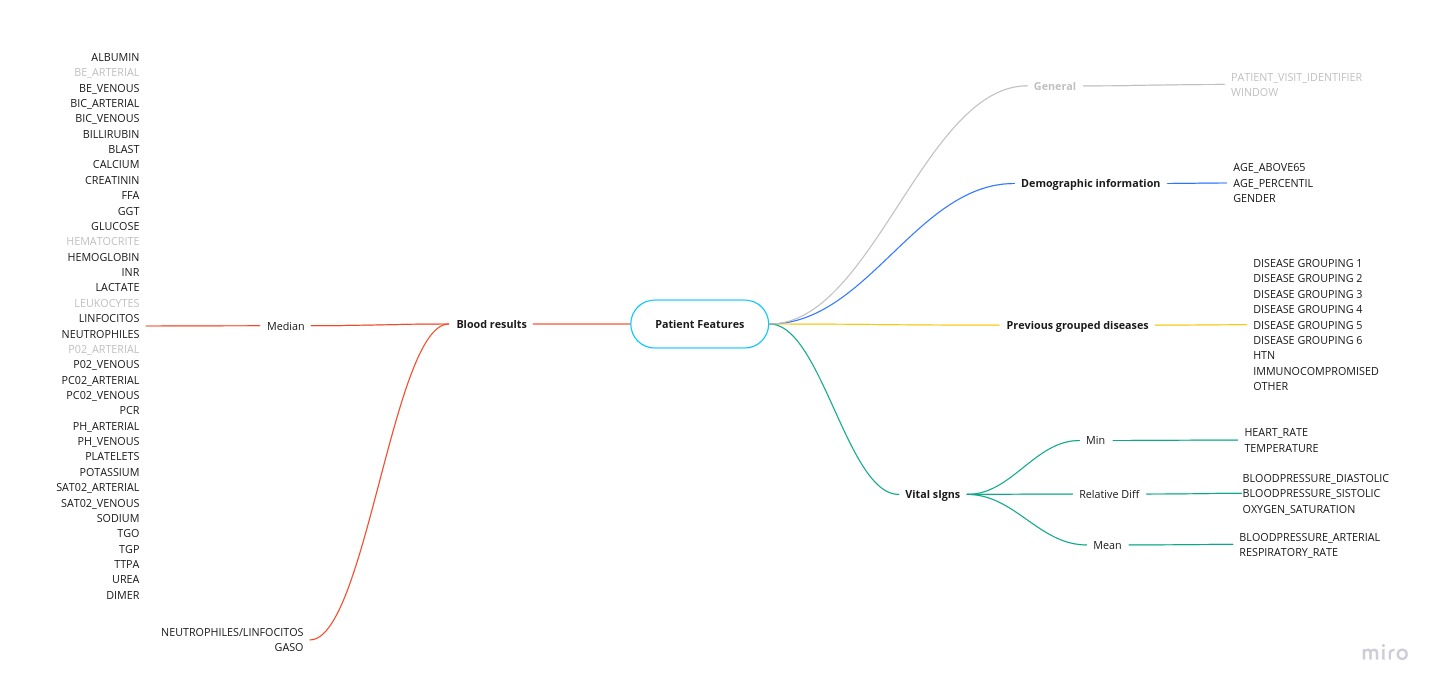 ALBUMIN
BE_ARTERIAL
BE_VENOUS
BIC_ARTERIAL
BIC_VENOUS
BILLIRUBIN
BLAST
CALCIUM
CREATININ
FFA
GGT
GLUCOSE
HEMATOCRITE
HEMOGLOBIN
INR
LACTATE
LEUKOCYTES
LINFOCITOS
NEUTROPHILES
P02_ARTERIAL
P02_VENOUS
PC02_ARTERIAL
PC02_VENOUS
PCR
PH_ARTERIAL
PH_VENOUS
PLATELETS
POTASSIUM
SAT02_ARTERIAL
SAT02_VENOUS
SODIUM
TGO
TGP
TTPA
UREA
DIMER
Median
NEUTROPHILES/LINFOCITOS
GASO
Blood results
Patient Features
General
PATIENT_VISIT_IDENTIFIER
WINDOW
Demographic information
AGE_ABOVE65
AGE_PERCENTIL
GENDER
Previous grouped diseases
DISEASE GROUPING 1
DISEASE GROUPING 2
DISEASE GROUPING 3
DISEASE GROUPING 4
DISEASE GROUPING 5
DISEASE GROUPING 6
HTN
IMMUNOCOMPROMISED
OTHER
Vital sIgns
Min
HEART_RATE
TEMPERATURE
Relative Diff
BLOODPRESSURE_DIASTOLIC
BLOODPRESSURE_SISTOLIC
OXYGEN_SATURATION
Mean
BLOODPRESSURE_ARTERIAL
RESPIRATORY_RATE
miro